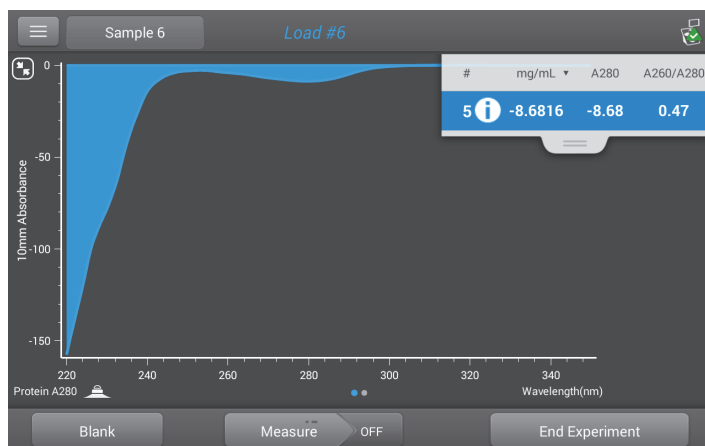 Sample 6
Load #6
# mg/mL ▼ A280 A260/A280
5 i -8.6816 -8.68 0.47
10mm Absorbance
0
-50
-100
-150
220 240 260 280 300 320 340
Protein A280
Wavelength(nm)
Blank
Measure
OFF
End Experiment